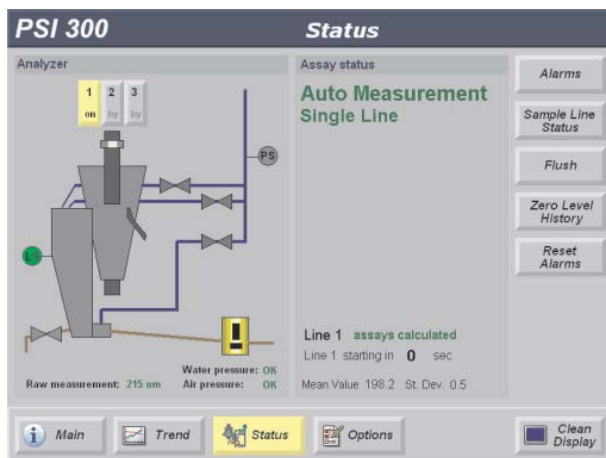 PSI 300 Status
Analyzer
1 2 3
on by by
PS
LS
Water pressure: OK
Raw measurement: 215 um Air pressure: OK
Assay status
Auto Measurement
Single Line
Line 1 assays calculated
Line 1 starting in 0 sec
Mean Value 198.2 St. Dev. 0.5
Alarms
Sample Line
Status
Flush
Zero Level
History
Reset
Alarms
Main Trend Status Options Clean
Display